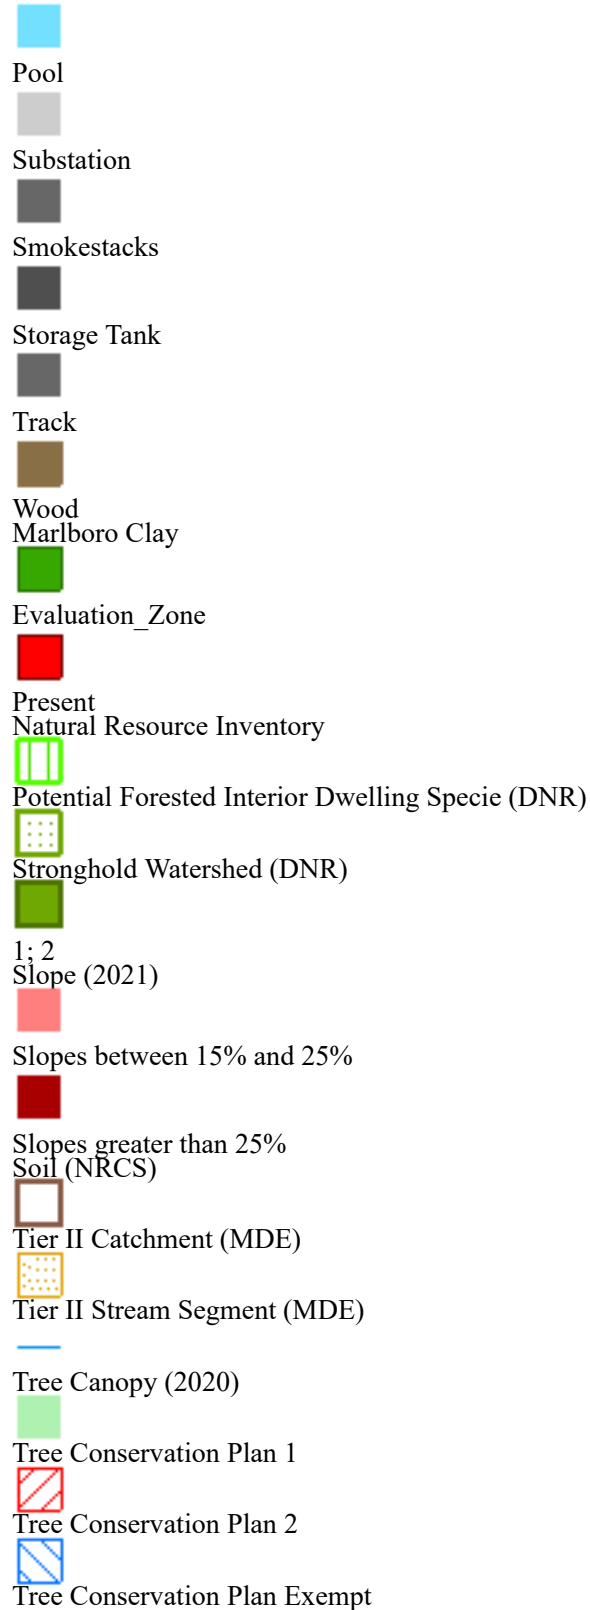 Pool
Substation
Smokestacks
Storage Tank
Track
Wood
Marlboro Clay
Evaluation_Zone
Present
Natural Resource Inventory
Potential Forested Interior Dwelling Specie (DNR)
Stronghold Watershed (DNR)
1; 2
Slope (2021)
Slopes between 15% and 25%
Slopes greater than 25%
Soil (NRCS)
Tier II Catchment (MDE)
Tier II Stream Segment (MDE)
Tree Canopy (2020)
Tree Conservation Plan 1
Tree Conservation Plan 2
Tree Conservation Plan Exempt